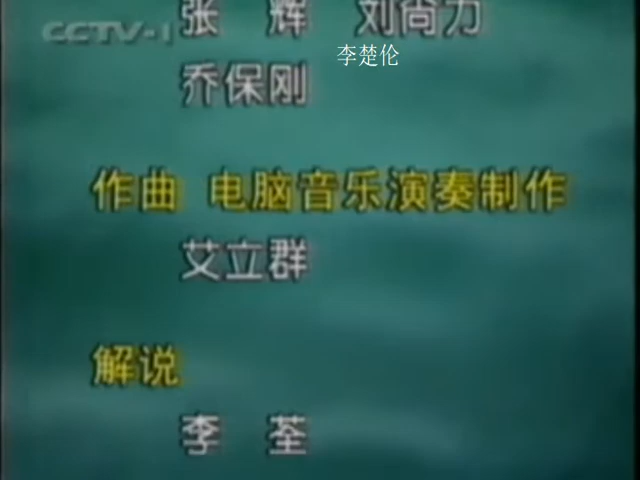 CCTV-1
张 辉 刘尚力
李楚伦
乔保刚
作曲 电脑音乐演奏制作
艾立群
解说
李 荃